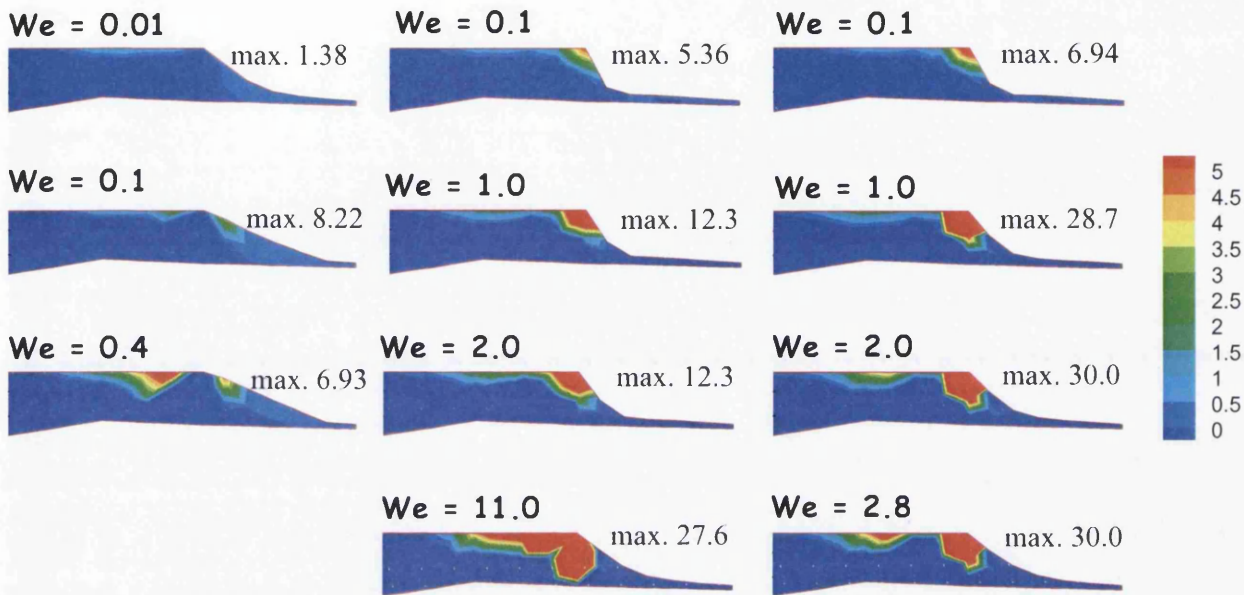 We = 0.01
max. 1.38
We = 0.1
max. 5.36
We = 0.1
max. 6.94
We = 0.1
max. 8.22
We = 1.0
max. 12.3
We = 1.0
max. 28.7
We = 0.4
max. 6.93
We = 2.0
max. 12.3
We = 2.0
max. 30.0
We = 11.0
max. 27.6
We = 2.8
max. 30.0
5
4.5
4
3.5
3
2.5
2
1.5
1
0.5
0